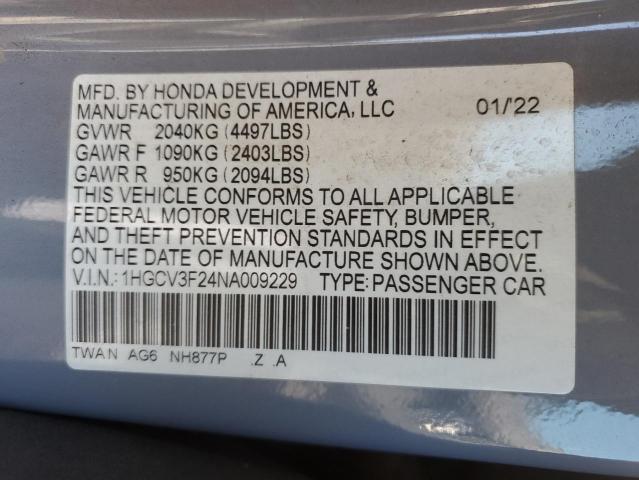 MFD. BY HONDA DEVELOPMENT &
MANUFACTURING OF AMERICA, LLC 01/'22
GVWR 2040KG (4497LBS)
GAWR F 1090KG (2403LBS)
GAWR R 950KG (2094LBS)
THIS VEHICLE CONFORMS TO ALL APPLICABLE
FEDERAL MOTOR VEHICLE SAFETY, BUMPER,
AND THEFT PREVENTION STANDARDS IN EFFECT
ON THE DATE OF MANUFACTURE SHOWN ABOVE.
V.I.N.: 1HGCV3F24NA009229 TYPE: PASSENGER CAR
TWAN AG6 NH877P .Z .A